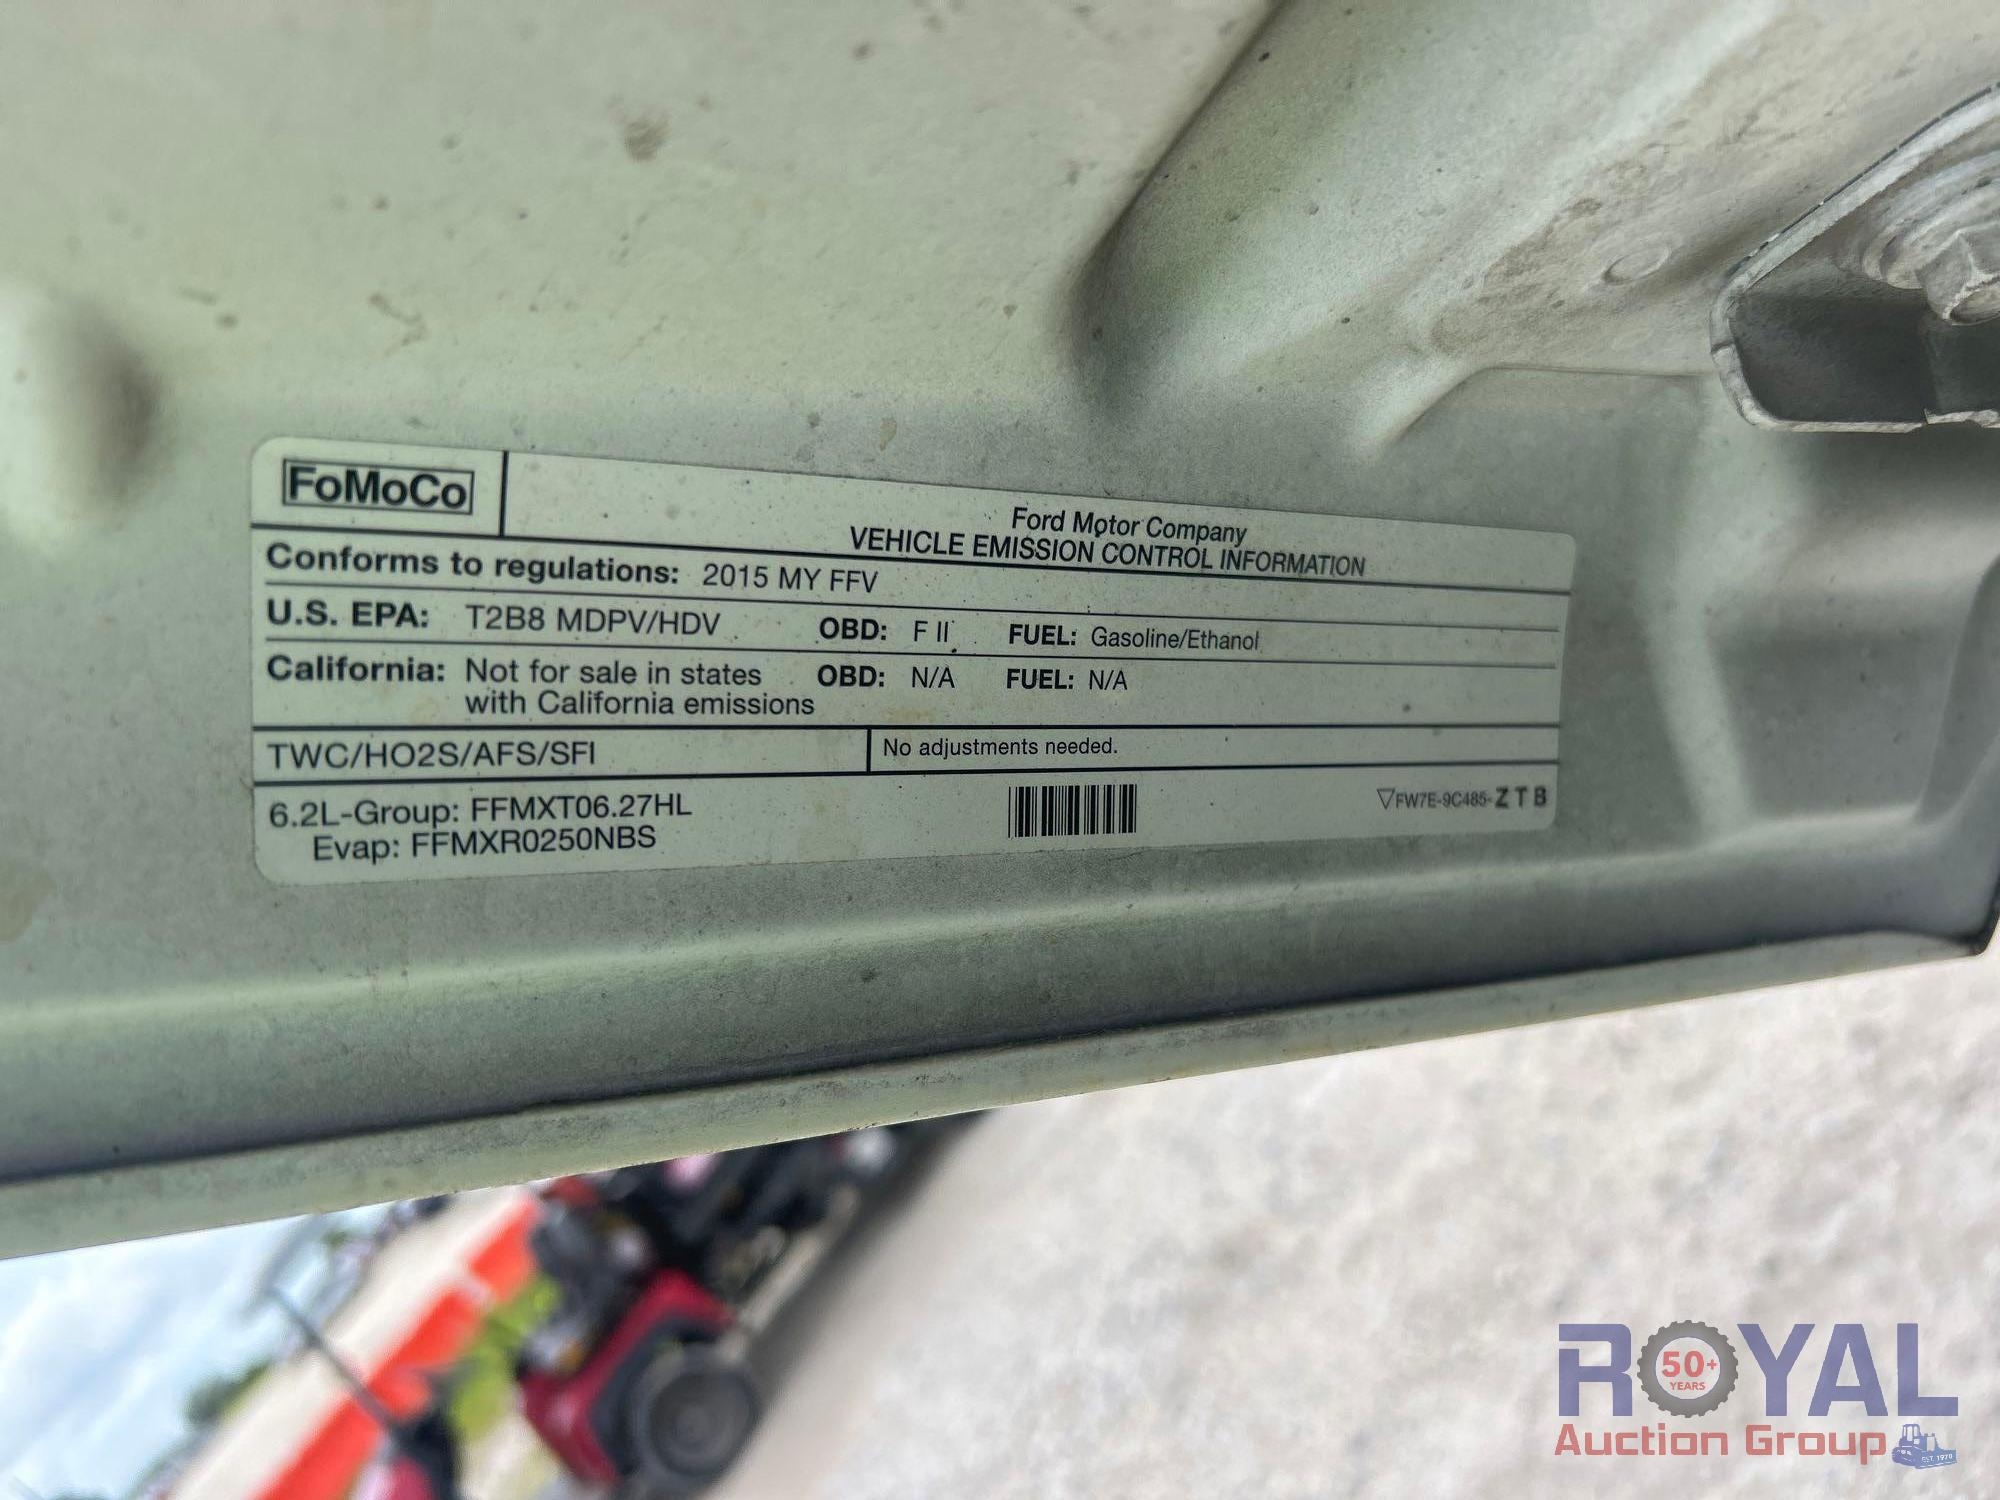 FoMoCo
Ford Motor Company
VEHICLE EMISSION CONTROL INFORMATION
Conforms to regulations: 2015 MY FFV
U.S. EPA: T2B8 MDPV/HDV OBD: F II FUEL: Gasoline/Ethanol
California: Not for sale in states OBD: N/A FUEL: N/A
with California emissions
TWC/HO2S/AFS/SFI No adjustments needed.
6.2L-Group: FFMXT06.27HL
Evap: FFMXR0250NBS
FW7E-9C485-ZTB
ROYAL
50+
YEARS
Auction Group
EST. 1970